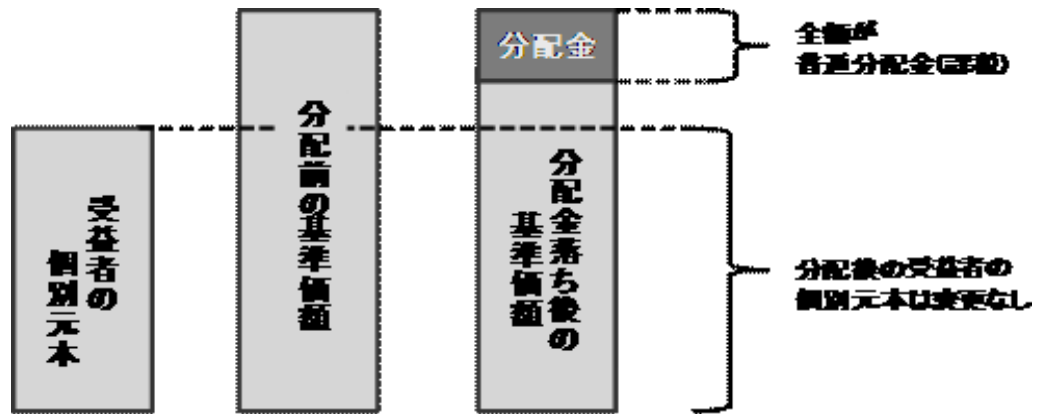 受益者の
個別元本
分配前の基準価額
分配金
分配金落ち後の
基準価額
全額が
普通分配金(課税)
分配後の受益者の
個別元本は変更なし